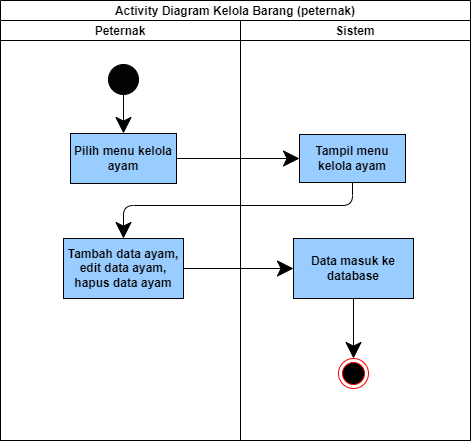 Activity Diagram Kelola Barang (peternak)
Peternak
Sistem
Pilih menu kelola
ayam
Tampil menu
kelola ayam
Tambah data ayam,
edit data ayam,
hapus data ayam
Data masuk ke
database